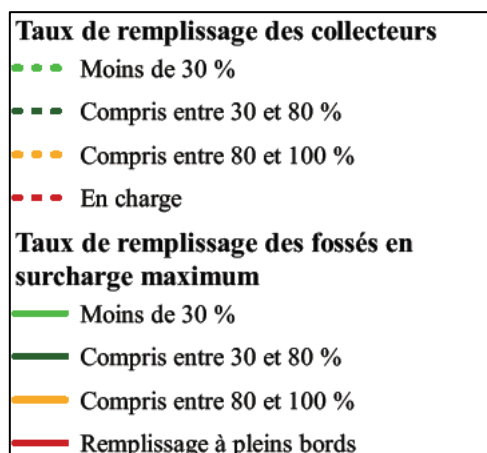 Taux de remplissage des collecteurs
Moins de 30 %
Compris entre 30 et 80 %
Compris entre 80 et 100 %
En charge
Taux de remplissage des fossés en
surcharge maximum
Moins de 30 %
Compris entre 30 et 80 %
Compris entre 80 et 100 %
Remplissage à pleins bords